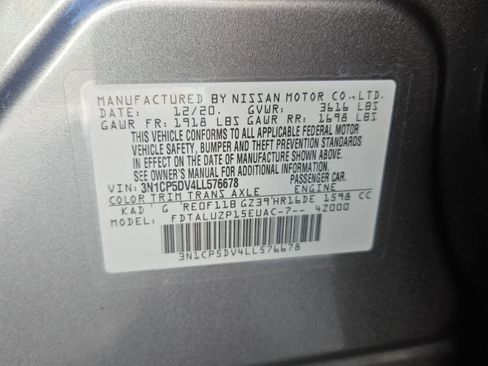 MANUFACTURED BY NISSAN MOTOR CO.,LTD.
DATE: 12/20. GVWR: 3616 LBS
GAWR FR: 1918 LBS GAWR RR: 1698 LBS
THIS VEHICLE CONFORMS TO ALL APPLICABLE FEDERAL MOTOR
VEHICLE SAFETY, BUMPER AND THEFT PREVENTION STANDARDS
IN EFFECT ON THE DATE OF MANUFACTURE SHOWN ABOVE.
SEE OWNER'S MANUAL FOR FURTHER INFORMATION.
VIN: 3N1CP5DV4LL576678 PASSENGER CAR.
COLOR TRIM TRANS AXLE ENGINE
KAD G RE0F11B GZ39 HR16DE 1598 CC
MODEL: FDTALUZP15EUAC-7-- 4Z000
3N1CP5DV4LL576678